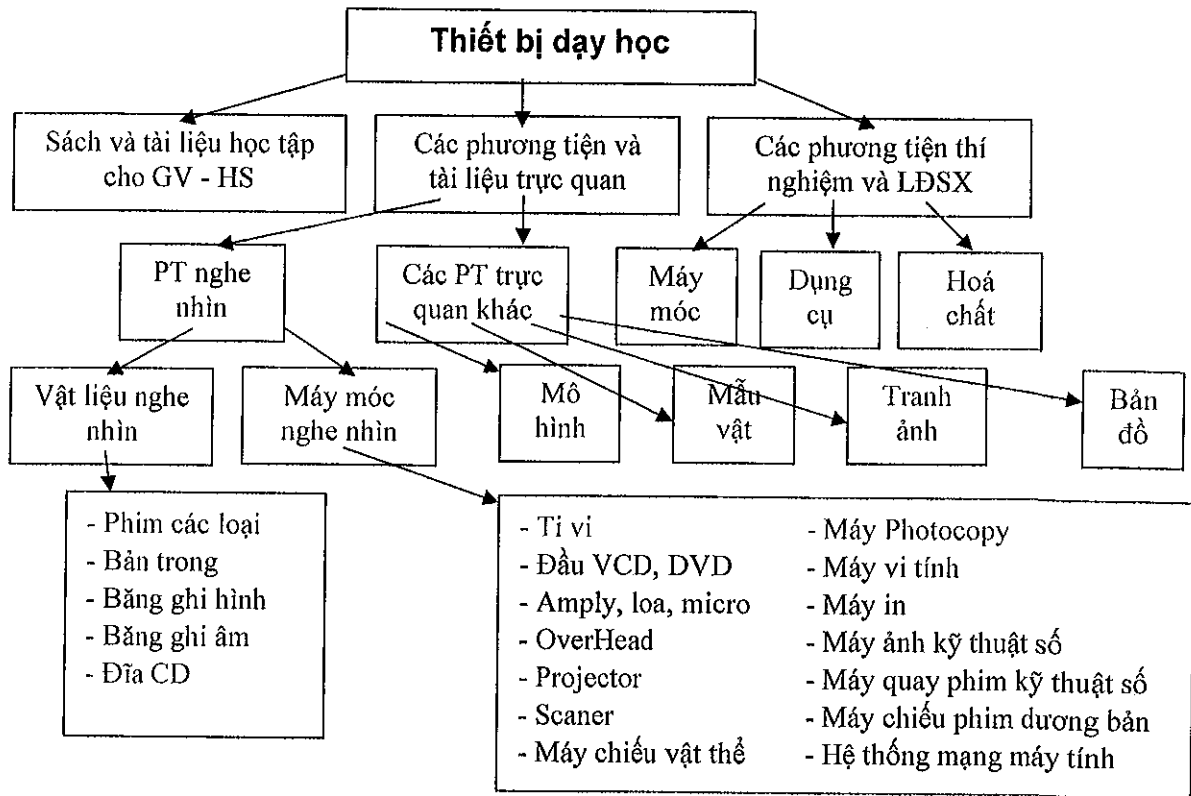 Thiết bị dạy học
Sách và tài liệu học tập
cho GV - HS
Các phương tiện và
tài liệu trực quan
Các phương tiện thí
nghiệm và LĐSX
PT nghe
nhìn
Các PT trực
quan khác
Máy
móc
Dụng
cụ
Hoá
chất
Vật liệu nghe
nhìn
Máy móc
nghe nhìn
Mô
hình
Mẫu
vật
Tranh
ảnh
Bản
đồ
- Phim các loại
- Bản trong
- Băng ghi hình
- Băng ghi âm
- Đĩa CD
- Ti vi
- Đầu VCD, DVD
- Amply, loa, micro
- OverHead
- Projector
- Scaner
- Máy chiếu vật thể
- Máy Photocopy
- Máy vi tính
- Máy in
- Máy ảnh kỹ thuật số
- Máy quay phim kỹ thuật số
- Máy chiếu phim dương bản
- Hệ thống mạng máy tính